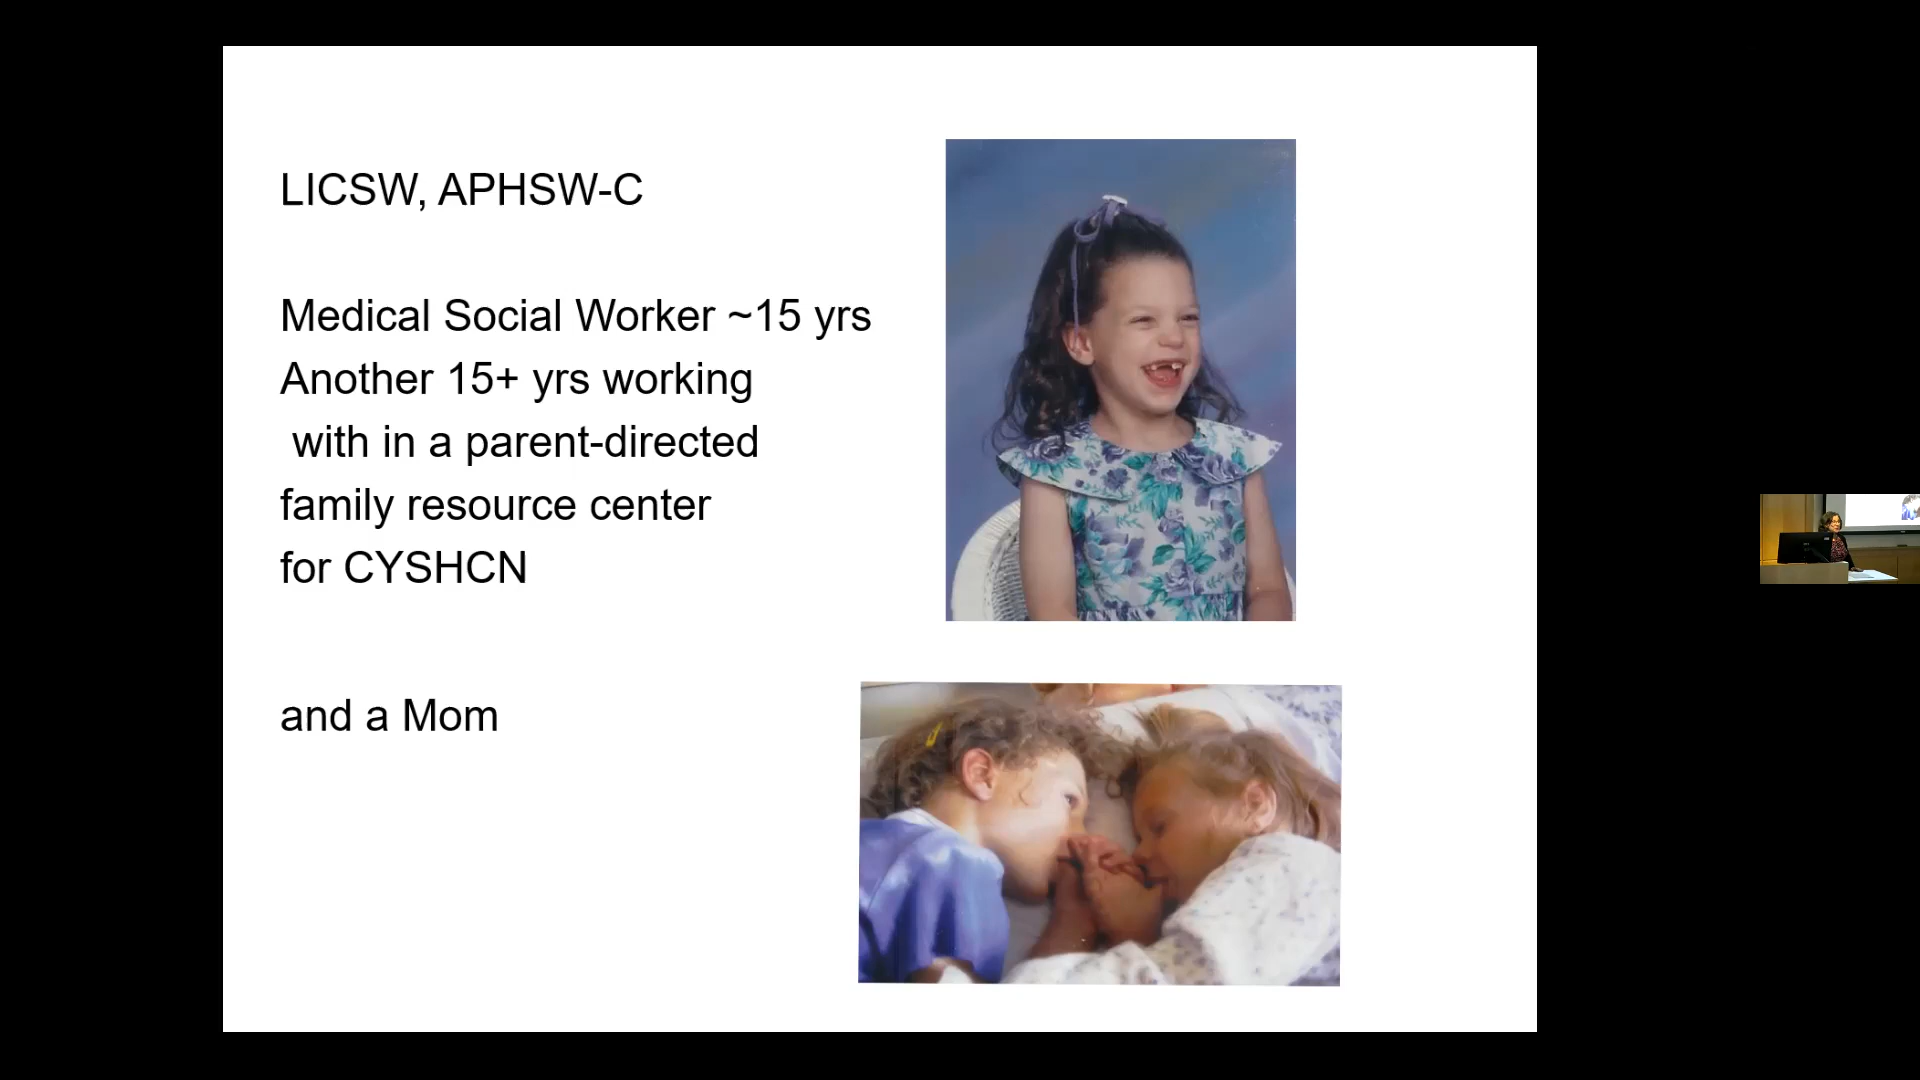 LICSW, APHSW-C
Medical Social Worker ~15 yrs
Another 15+ yrs working
with in a parent-directed
family resource center
for CYSHCN
and a Mom